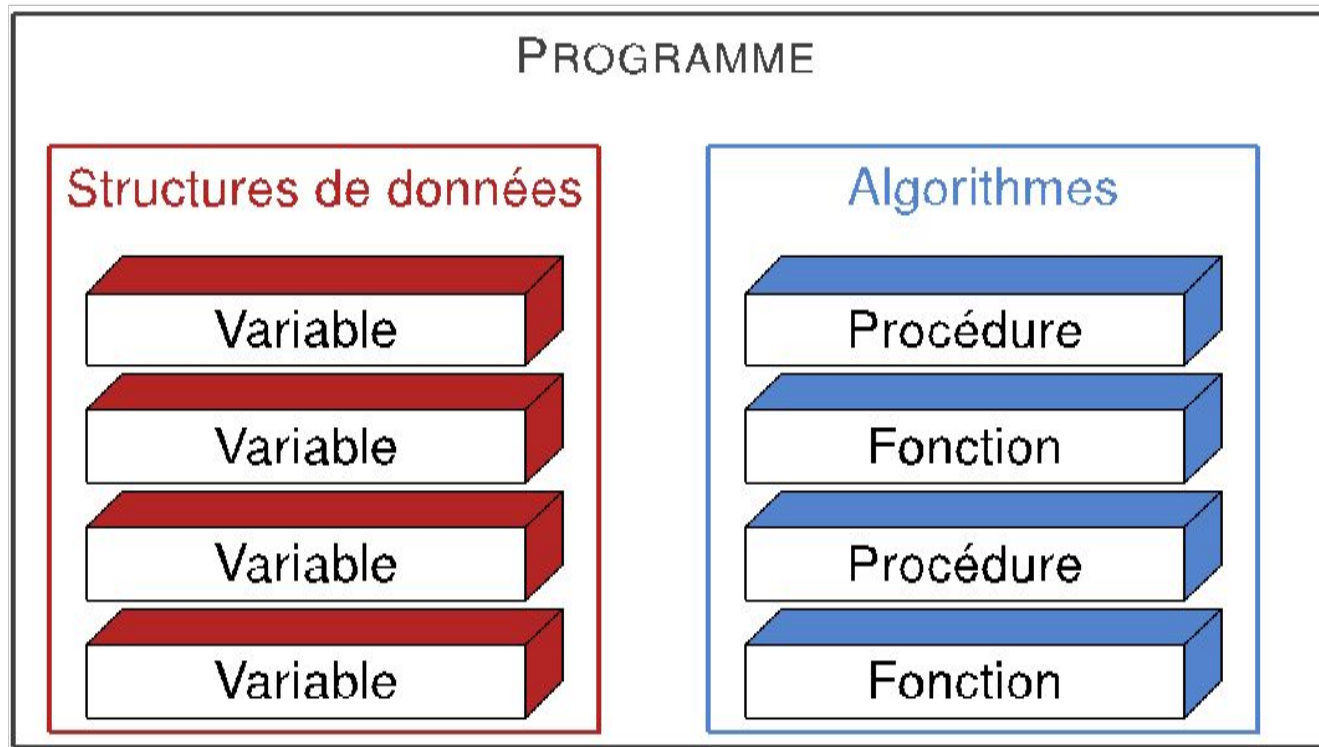 PROGRAMME
Structures de données
Variable
Variable
Variable
Variable
Algorithmes
Procédure
Fonction
Procédure
Fonction